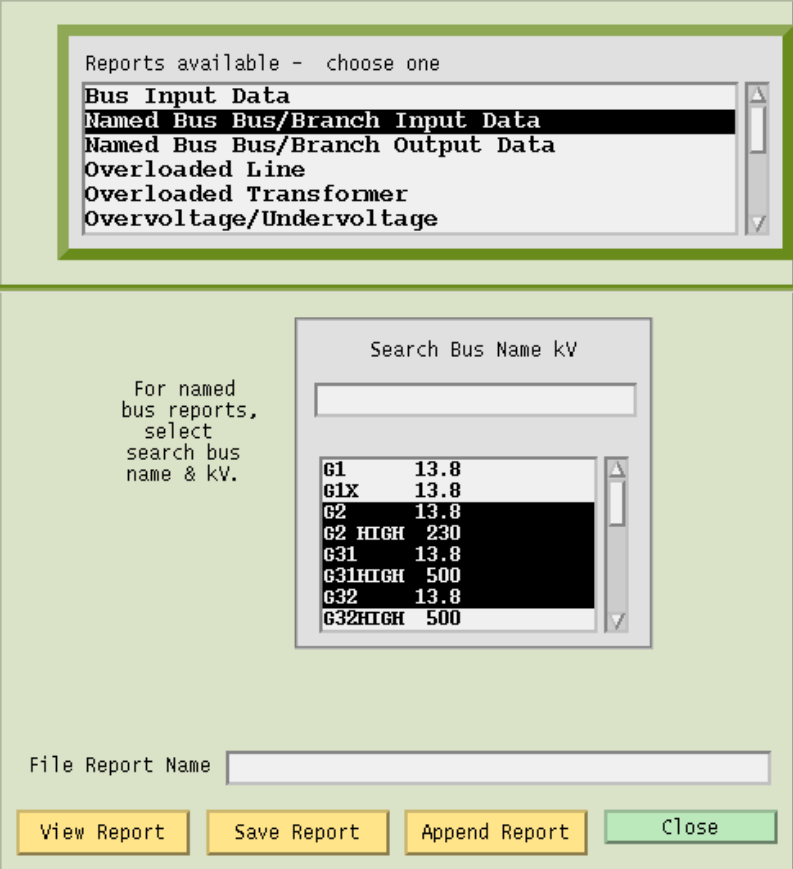 Reports available -  choose one
Bus Input Data
Named Bus Bus/Branch Input Data
Named Bus Bus/Branch Output Data
Overloaded Line
Overloaded Transformer
Overvoltage/Undervoltage
Search Bus Name kV
For named
bus reports,
select
search bus
name & kV.
G1 13.8
G1X 13.8
G2 13.8
G2 HIGH 230
G31 13.8
G31HIGH 500
G32 13.8
G32HIGH 500
File Report Name
View Report Save Report Append Report Close